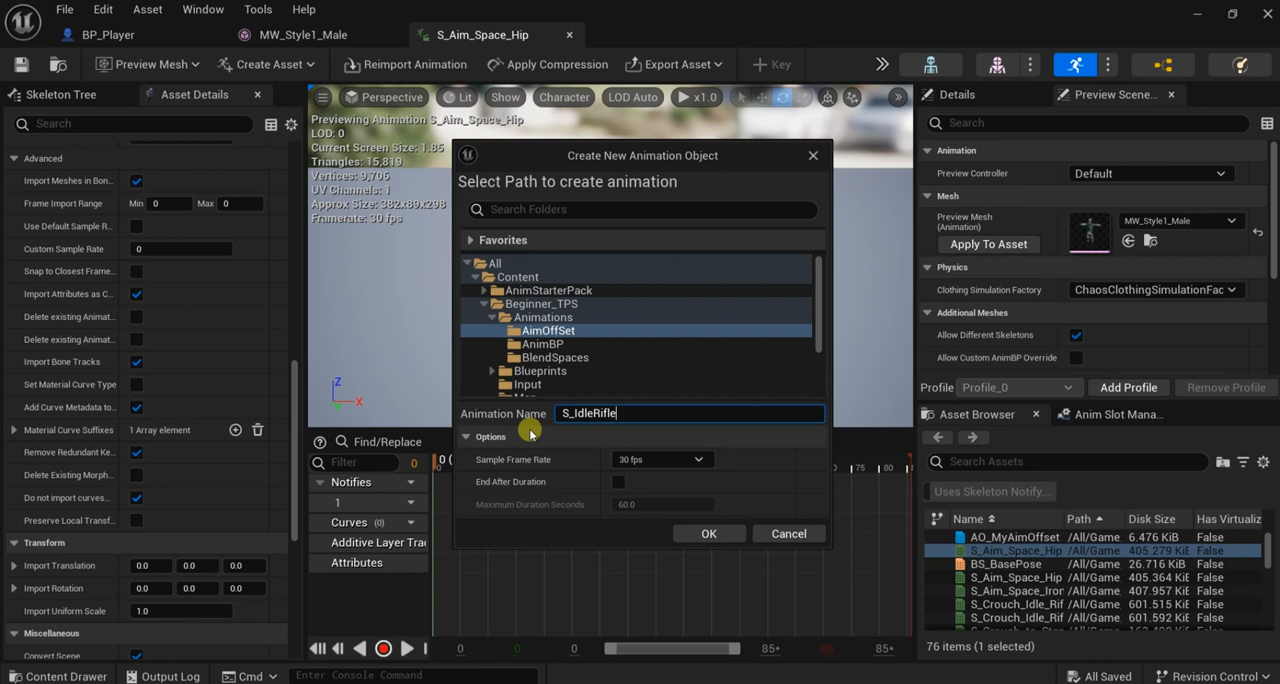 File Edit Asset Window Tools Help
BP_Player MW_Style1_Male S_Aim_Space_Hip
Preview Mesh Create Asset Reimport Animation Apply Compression Export Asset Key
Skeleton Tree Asset Details
Search
Advanced
Import Meshes in Bon...
Frame Import Range Min 0 Max 0
Use Default Sample R...
Custom Sample Rate 0
Snap to Closest Frame...
Import Attributes as C...
Delete existing Animat...
Delete existing Animat...
Import Bone Tracks
Set Material Curve Type
Add Curve Metadata to...
Material Curve Suffixes 1 Array element
Remove Redundant Ke...
Delete Existing Morph...
Do not import curves...
Preserve Local Transf...
Transform
Import Translation 0.0 0.0 0.0
Import Rotation 0.0 0.0 0.0
Import Uniform Scale 1.0
Miscellaneous
Convert Scene
Perspective Lit Show Character LOD Auto x1.0
Previewing Animation S_Aim_Space_Hip
LOD: 0
Current Screen Size: 1.85
Triangles: 15,819
Vertices: 9,706
UV Channels: 1
Approx Size: 382x89x298
Framerate: 30 fps
Z
X
Create New Animation Object
Select Path to create animation
Search Folders
Favorites
All
Content
AnimStarterPack
Beginner_TPS
Animations
AimOffSet
AnimBP
BlendSpaces
Blueprints
Input
Animation Name S_IdleRifle
Options
Sample Frame Rate 30 fps
End After Duration
Maximum Duration Seconds 60.0
OK Cancel
Find/Replace
Filter 0 0 ( 75 80
Notifies
1
Curves (0)
Additive Layer Tra
Attributes
0 0 0 85* 86 85*
Details Preview Scene...
Search
Animation
Preview Controller Default
Mesh
Preview Mesh
(Animation)
MW_Style1_Male
Apply To Asset
Physics
Clothing Simulation Factory ChaosClothingSimulationFac
Additional Meshes
Allow Different Skeletons
Allow Custom AnimBP Override
Profile Profile_0 Add Profile Remove Profile
Asset Browser Anim Slot Mana...
Search Assets
Uses Skeleton Notify...
Name Path Disk Size Has Virtualiz
AO_MyAimOffset /All/Game 6.476 KiB False
S_Aim_Space_Hip /All/Game 405.279 KiE False
BS_BasePose /All/Game 26.716 KiB False
S_Aim_Space_Hip /All/Game 405.364 KiE False
S_Aim_Space_Iron /All/Game 407.957 KiE False
S_Crouch_Idle_Rif /All/Game 601.515 KiE False
S_Crouch_Idle_Rif /All/Game 601.592 KiE False
76 items (1 selected)
Content Drawer Output Log Cmd Enter Console Command All Saved Revision Control